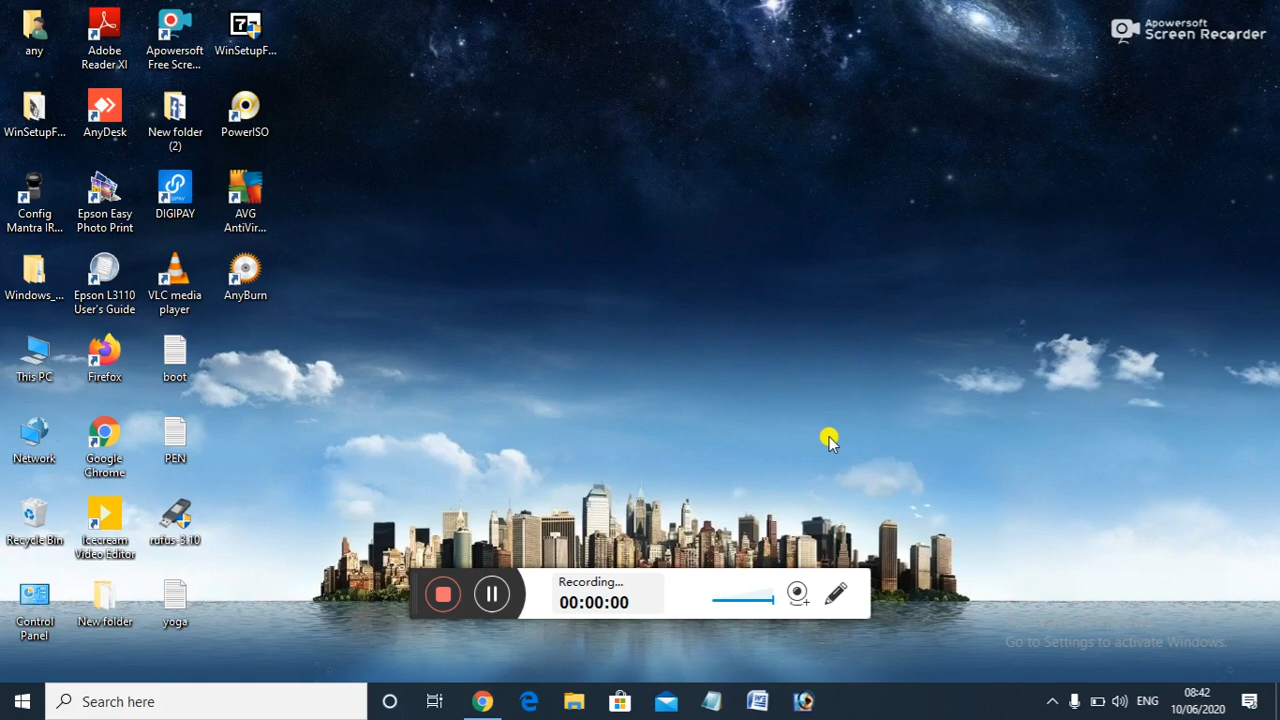 any
Adobe
Reader XI
Apowersoft
Free Scre...
WinSetupF...
WinSetupF...
AnyDesk
New folder
(2)
PowerISO
Config
Mantra IR...
Epson Easy
Photo Print
DIGIPAY
AVG
AntiVir...
Windows_...
Epson L3110
User's Guide
VLC media
player
AnyBurn
This PC
Firefox
boot
Network
Google
Chrome
PEN
Recycle Bin
Icecream
Video Editor
rufus-3.10
Control
Panel
New folder
yoga
Apowersoft
Screen Recorder
Recording...
00:00:00
Go to Settings to activate Windows.
Search here
ENG
08:42
10/06/2020